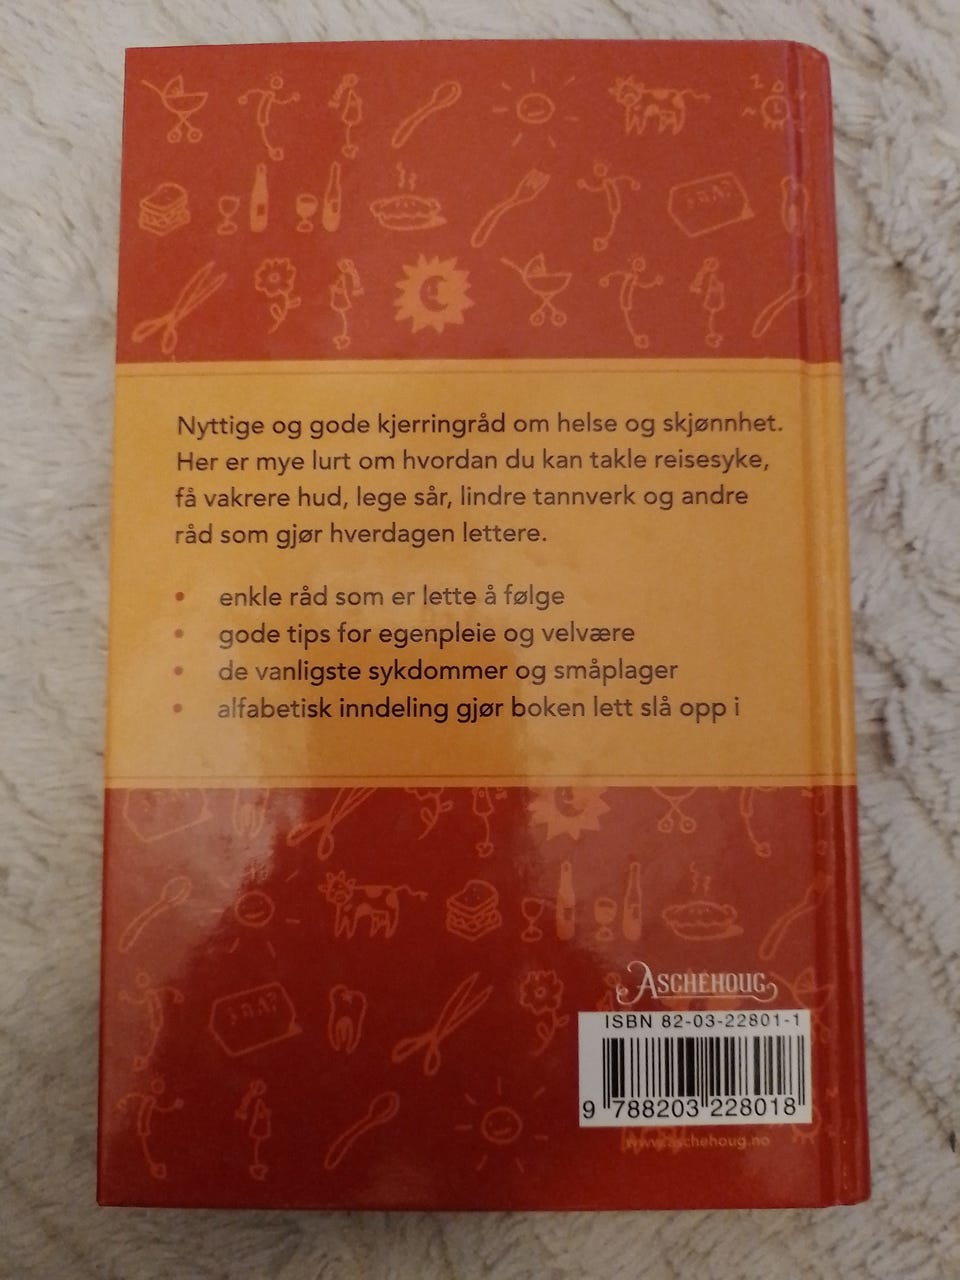 Nyttige og gode kjerringråd om helse og skjønnhet.
Her er mye lurt om hvordan du kan takle reisesyke,
få vakrere hud, lege sår, lindre tannverk og andre
råd som gjør hverdagen lettere.
• enkle råd som er lette å følge
• gode tips for egenpleie og velvære
• de vanligste sykdommer og småplager
• alfabetisk inndeling gjør boken lett slå opp i
ASCHEHOUG
ISBN 82-03-22801-1
9 788203 228018
www.aschehoug.no